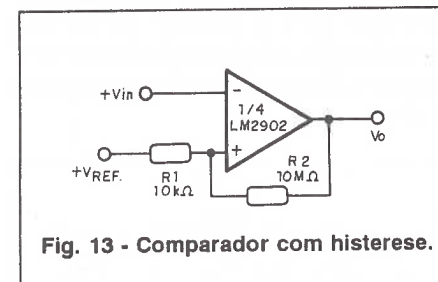 +Vin
-
1/4
LM2902
Vo
+VREF.
R1
10kΩ
+
R2
10MΩ
Fig. 13 - Comparador com histerese.